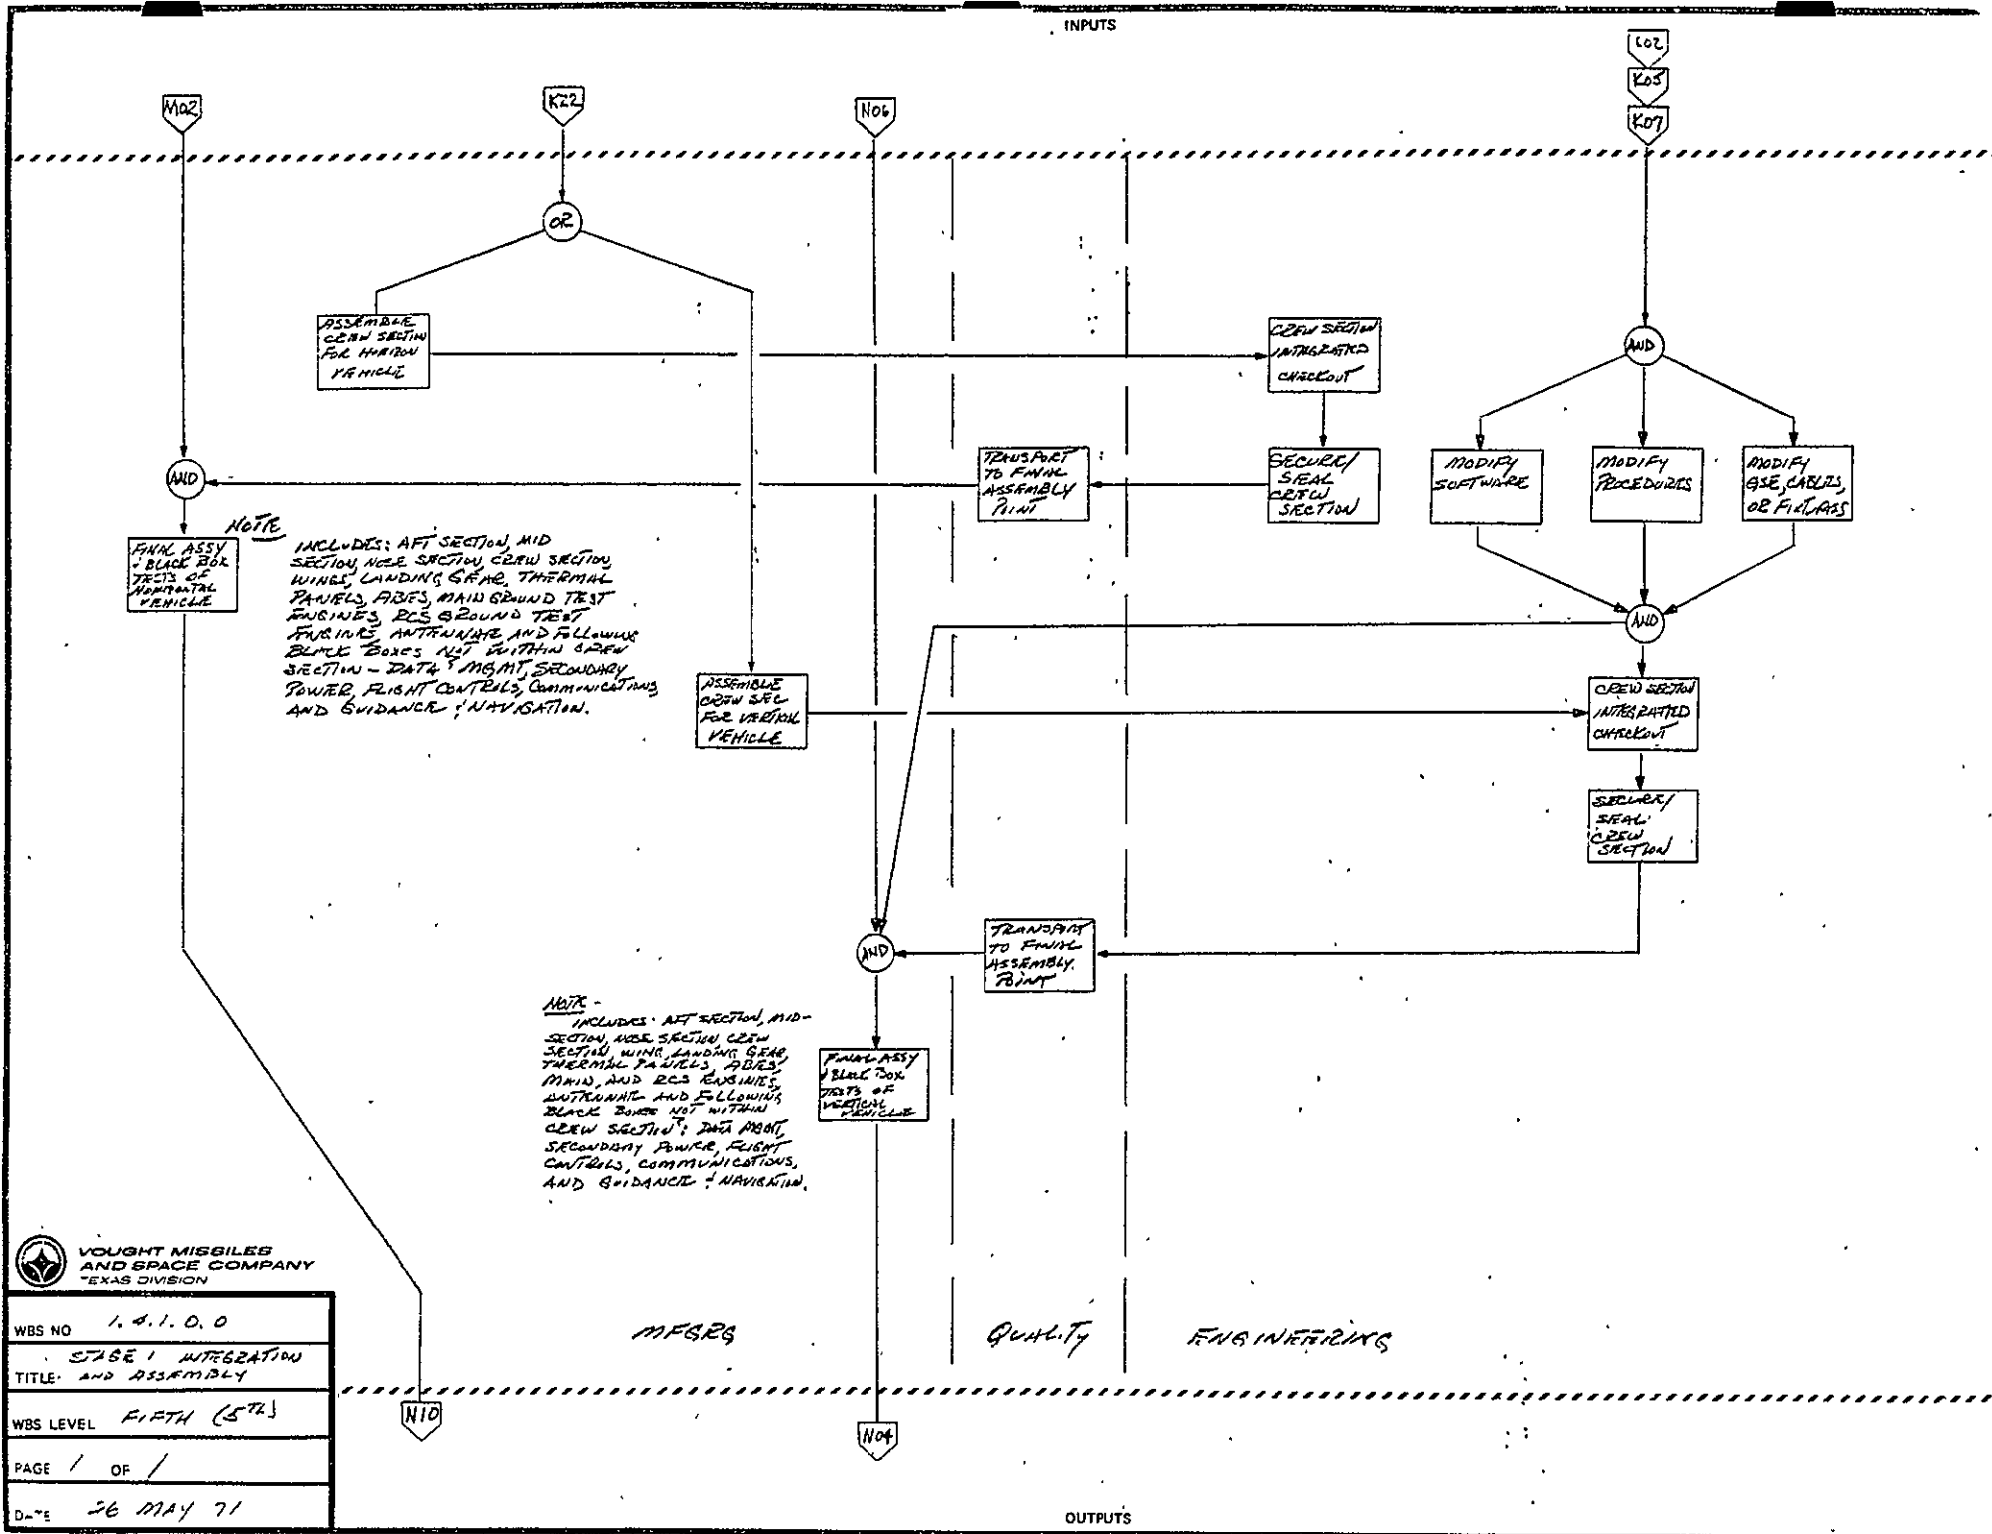 INPUTS
M02
K22
N06
K02
K05
K07
OR
ASSEMBLE
CREW SECTION
FOR HORIZON
VEHICLE
CREW SECTION
INTEGRATED
CHECKOUT
AND
AND
TRANSPORT
TO FINAL
ASSEMBLY
POINT
SECURE/
SEAL
CREW
SECTION
MODIFY
SOFTWARE
MODIFY
PROCEDURES
MODIFY
GSE, CABLES,
OR
FINAL ASSY
& BLACK BOX
TESTS OF
HORIZONTAL
VEHICLE
NOTE
INCLUDES: AFT SECTION, MID
SECTION, NOSE SECTION, CREW SECTION,
WINGS, LANDING GEAR, THERMAL
PANELS, ABES, MAIN GROUND TEST
ENGINES, RCS GROUND TEST
ENGINES, ANTENNAE AND FOLLOWING
BLACK BOXES NOT WITHIN CREW
SECTION - DATA MGMT, SECONDARY
POWER, FLIGHT CONTROLS, COMMUNICATIONS
AND GUIDANCE & NAVIGATION.
AND
ASSEMBLE
CREW SEC
FOR VERTICAL
VEHICLE
CREW SECTION
INTEGRATED
CHECKOUT
SECURE/
SEAL
CREW
SECTION
AND
TRANSPORT
TO FINAL
ASSEMBLY.
POINT
NOTE -
INCLUDES: AFT SECTION, MID-
SECTION, NOSE SECTION CREW
SECTION, WING, LANDING GEAR,
THERMAL PANELS, ABES,
MAIN, AND RCS ENGINES,
ANTENNAE AND FOLLOWING
BLACK BOXES NOT WITHIN
CREW SECTION: DATA MGMT,
SECONDARY POWER, FLIGHT
CONTROLS, COMMUNICATIONS,
AND GUIDANCE & NAVIGATION.
FINAL ASSY
& BLACK BOX
TESTS OF
VERTICAL
VEHICLE
VOUGHT MISSILES
AND SPACE COMPANY
TEXAS DIVISION
WBS NO 1.4.1.0.0
STAGE 1 INTEGRATION
TITLE: AND ASSEMBLY
WBS LEVEL FIFTH (5TH)
PAGE 1 OF 1
DATE 26 MAY 71
MFGRG
QUALITY
ENGINEERING
N10
N04
OUTPUTS